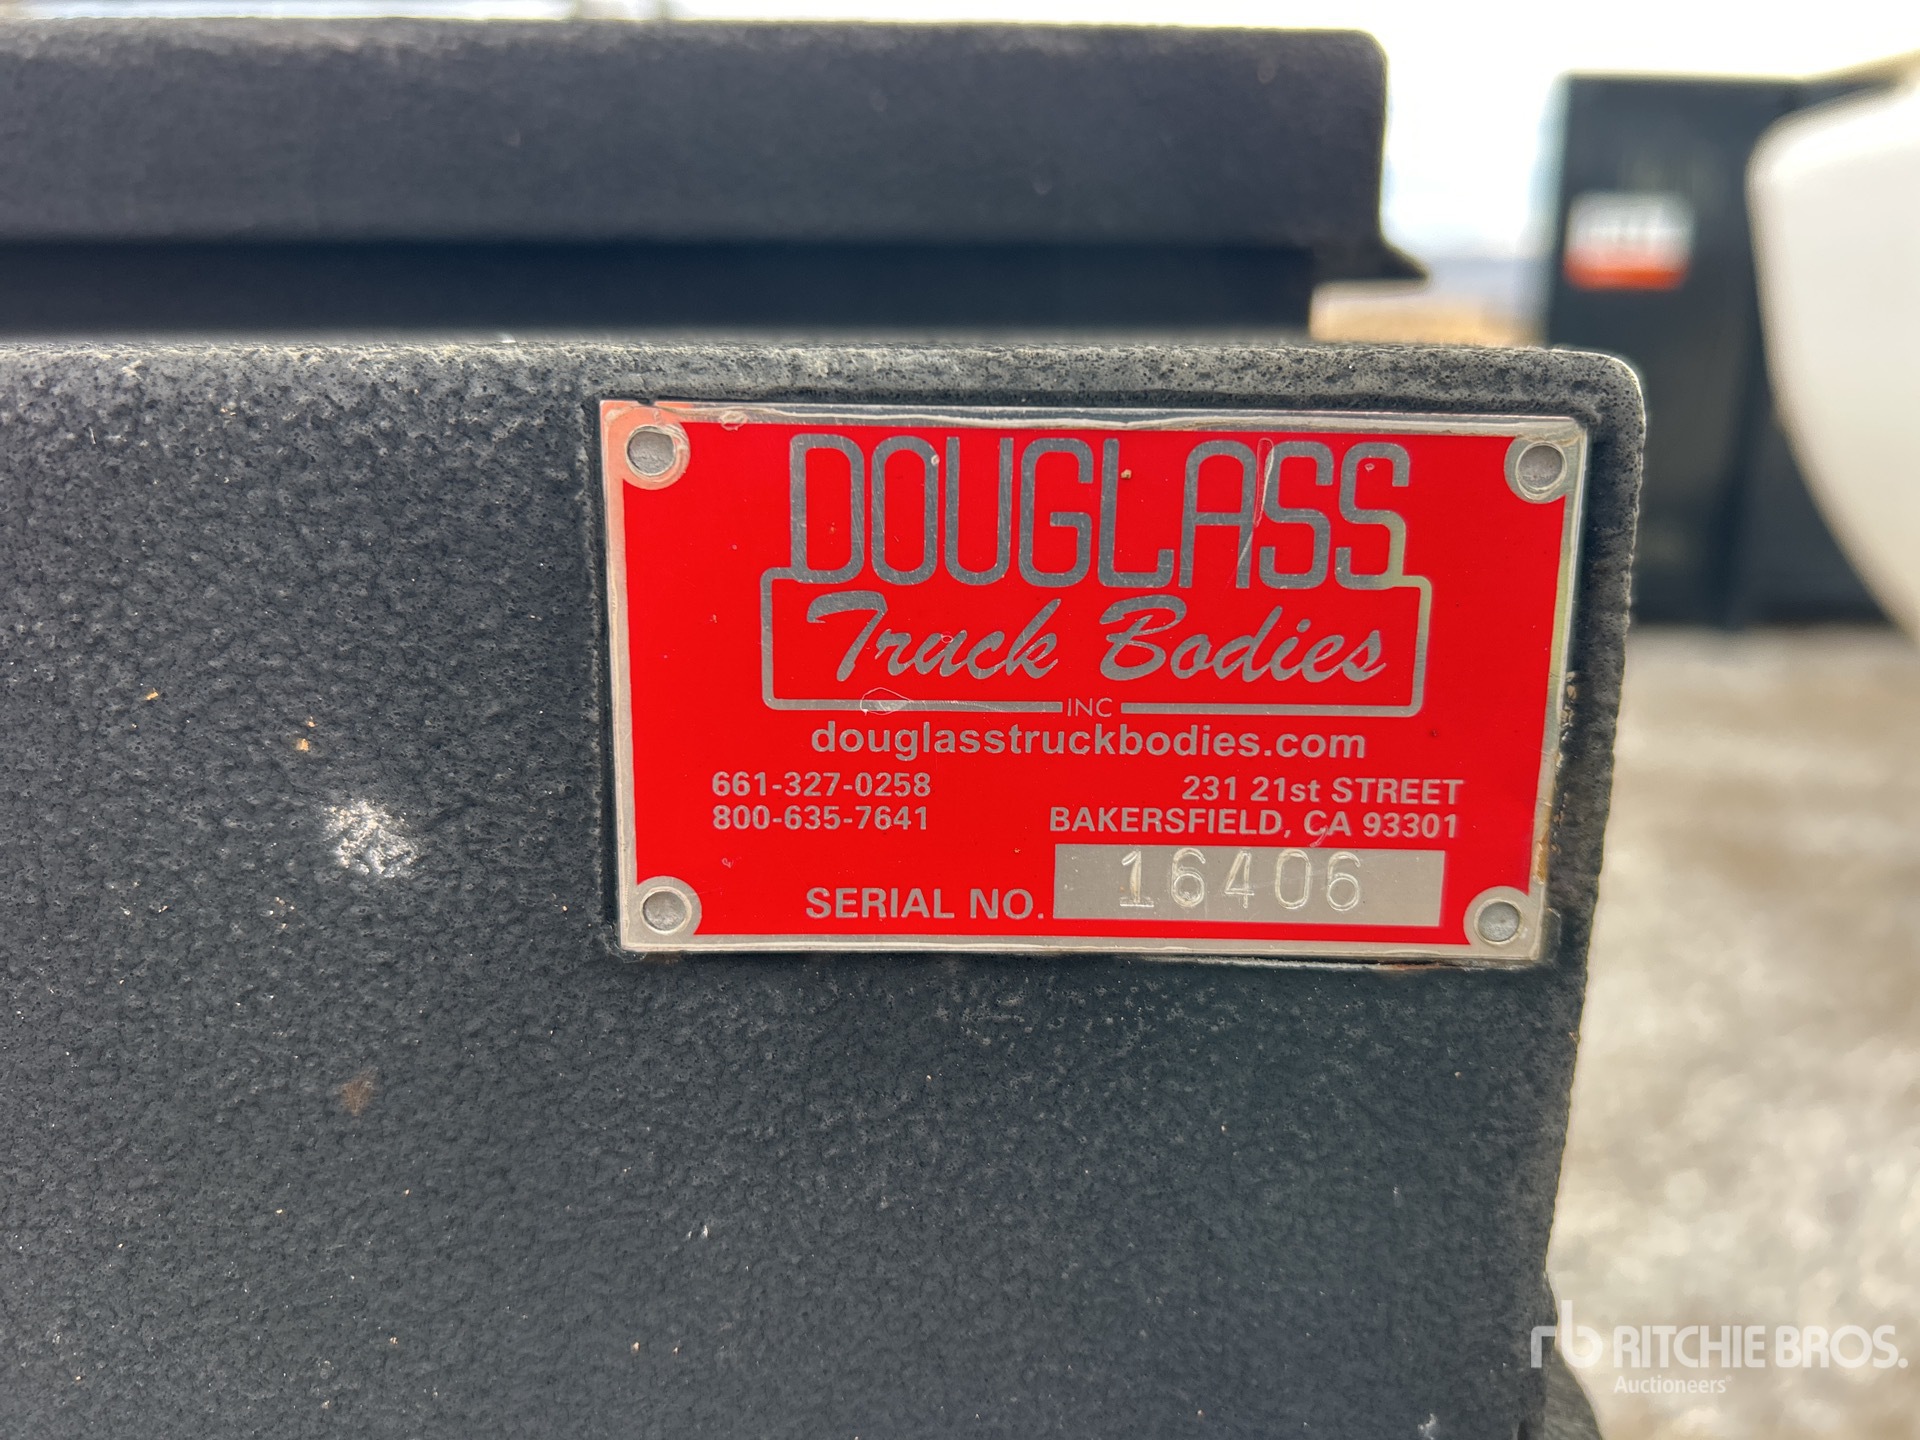 DOUGLASS
Truck Bodies
INC
douglasstruckbodies.com
661-327-0258
800-635-7641
231 21st STREET
BAKERSFIELD, CA 93301
SERIAL NO. 16406
rb RITCHIE BROS.
Auctioneers